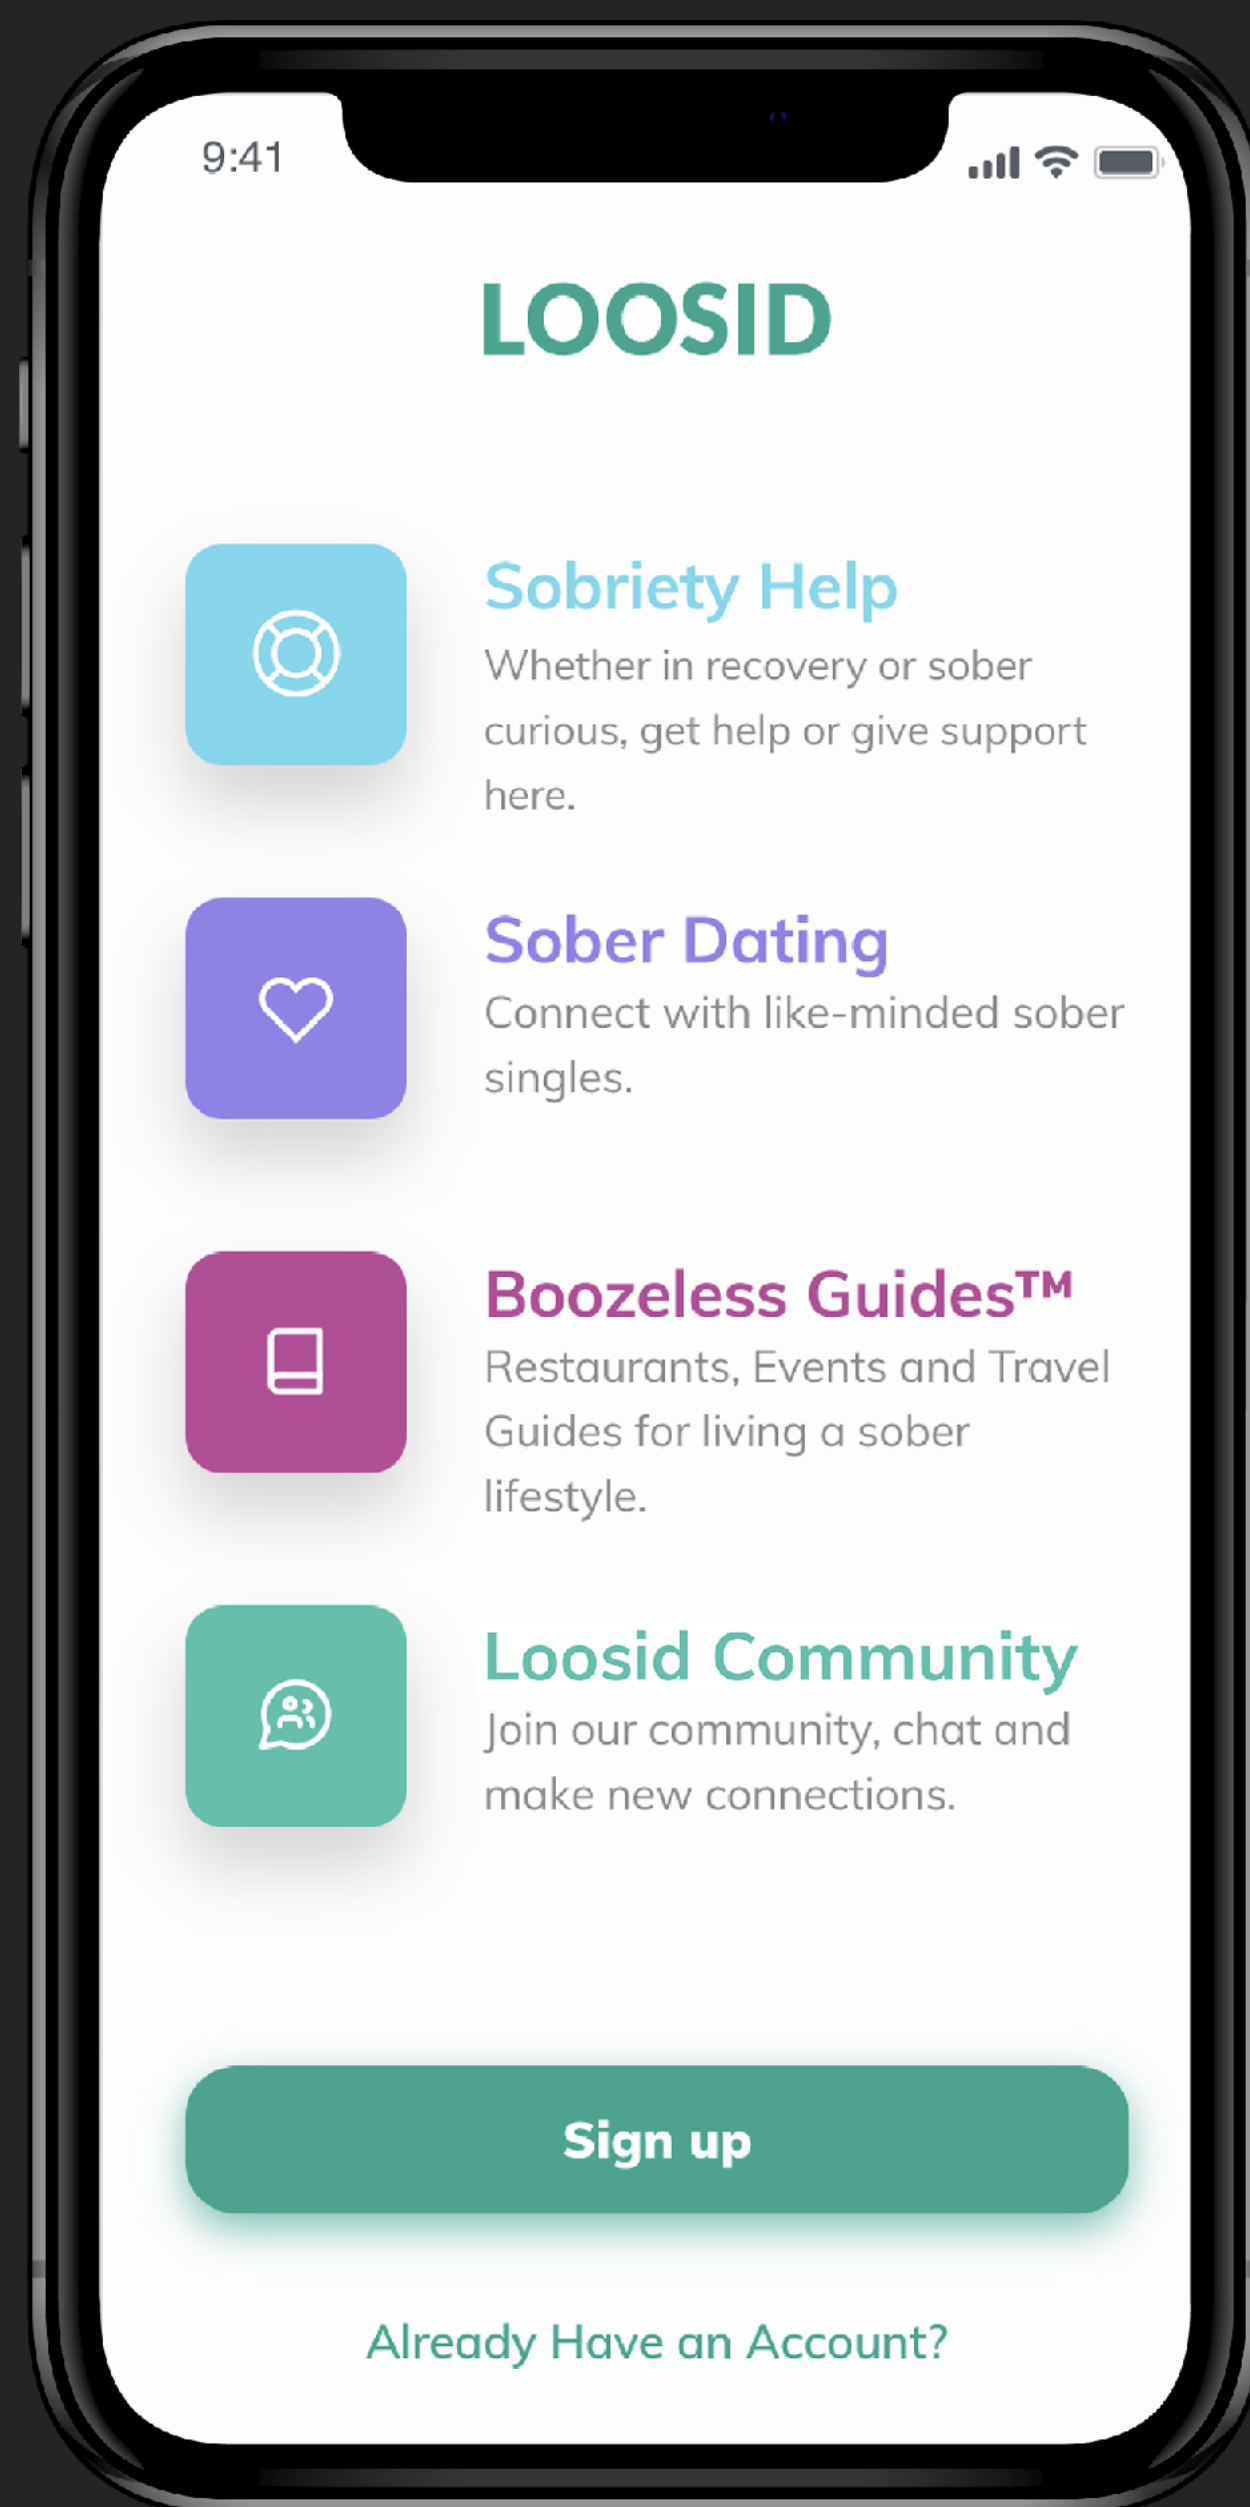 9:41
LOOSID
Sobriety Help
Whether in recovery or sober
curious, get help or give support
here.
Sober Dating
Connect with like-minded sober
singles.
Boozeless Guides™
Restaurants, Events and Travel
Guides for living a sober
lifestyle.
Loosid Community
Join our community, chat and
make new connections.
Sign up
Already Have an Account?